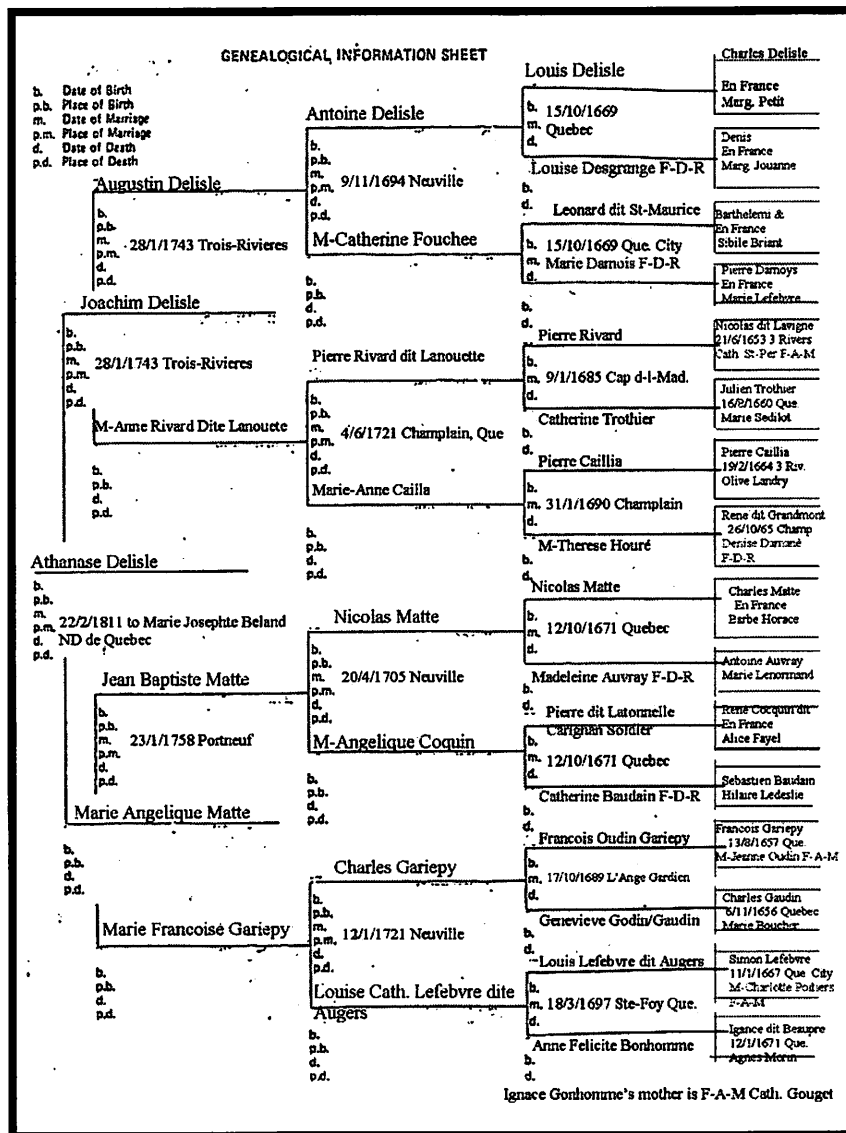 GENEALOGICAL INFORMATION SHEET
b. Date of Birth
p.b. Place of Birth
m. Date of Marriage
p.m. Place of Marriage
d. Date of Death
p.d. Place of Death
Athanase Delisle
b.
p.b.
m.
p.m. 22/2/1811 to Marie Josephte Beland
d. ND de Quebec
p.d.
Joachim Delisle
b.
p.b.
m. 28/1/1743 Trois-Rivieres
p.m.
d.
p.d.
Marie Angelique Matte
b.
p.b.
d.
p.d.
Augustin Delisle
b.
p.b.
m. 28/1/1743 Trois-Rivieres
p.m.
d.
p.d.
M-Anne Rivard Dite Lanouete
b.
p.b.
d.
p.d.
Jean Baptiste Matte
b.
p.b.
m. 23/1/1758 Portneuf
p.m.
d.
p.d.
Marie Francoise Gariepy
b.
p.b.
d.
p.d.
Antoine Delisle
b.
p.b.
m.
p.m. 9/11/1694 Neuville
d.
p.d.
M-Catherine Fouchee
b.
p.b.
d.
p.d.
Pierre Rivard dit Lanouette
b.
p.b.
m.
p.m. 4/6/1721 Champlain, Que
d.
p.d.
Marie-Anne Cailla
b.
p.b.
d.
p.d.
Nicolas Matte
b.
p.b.
m. 20/4/1705 Neuville
p.m.
d.
p.d.
M-Angelique Coquin
b.
p.b.
d.
p.d.
Charles Gariepy
b.
p.b.
m.
p.m. 12/1/1721 Neuville
d.
p.d.
Louise Cath. Lefebvre dite
Augers
b.
p.b.
d.
p.d.
Louis Delisle
b. 15/10/1669
m. Quebec
d.
Louise Desgrange F-D-R
b.
d.
Leonard dit St-Maurice
b. 15/10/1669 Que. City
m. Marie Damois F-D-R
d.
b.
d.
Pierre Rivard
b.
m. 9/1/1685 Cap d-l-Mad.
d.
Catherine Trothier
b.
d.
Pierre Caillia
b.
m. 31/1/1690 Champlain
d.
M-Therese Houré
b.
d.
Nicolas Matte
b.
m. 12/10/1671 Quebec
d.
Madeleine Auvray F-D-R
b.
d.
Pierre dit Latonnelle
Carignan Soldier
b.
m. 12/10/1671 Quebec
d.
Catherine Baudain F-D-R
b.
d.
Francois Oudin Gariepy
b.
m. 17/10/1689 L'Ange Gardien
d.
Genevieve Godin/Gaudin
b.
d.
Louis Lefebvre dit Augers
b.
m. 18/3/1697 Ste-Foy Que.
d.
Anne Felicite Bonhomme
b.
d.
Charles Delisle
En France
Marg. Petit
Denis
En France
Marg. Jouanne
Barthelemi &
En France
Sibile Briant
Pierre Damoys
En France
Marie Lefebvre
Nicolas dit Lavigne
21/6/1653 3 Rivers
Cath. St-Per F-A-M
Julien Trothier
16/8/1660 Que.
Marie Sedilot
Pierre Caillia
19/2/1664 3 Riv.
Olive Landry
Rene dit Grandmont
26/10/65 Champ
Denise
F-D-R
Charles Matte
En France
Barbe Horace
Antoine Auvray
Marie Lenormand
Rene Cocquin dit
En France
Alice Fayel
Sebastien Baudain
Hilaire Ledeslie
Francois Gariepy
13/8/1657 Que.
M-Jeanne Oudin F-A-M
Charles Gaudin
6/11/1656 Quebec
Marie Boucher
Simon Lefebvre
11/1/1667 Que. City
M-Charlotte Poitiers
F-A-M
Igance dit Beaupre
12/1/1671 Que.
Agnes Morin
Ignace Gonhomme's mother is F-A-M Cath. Gouget